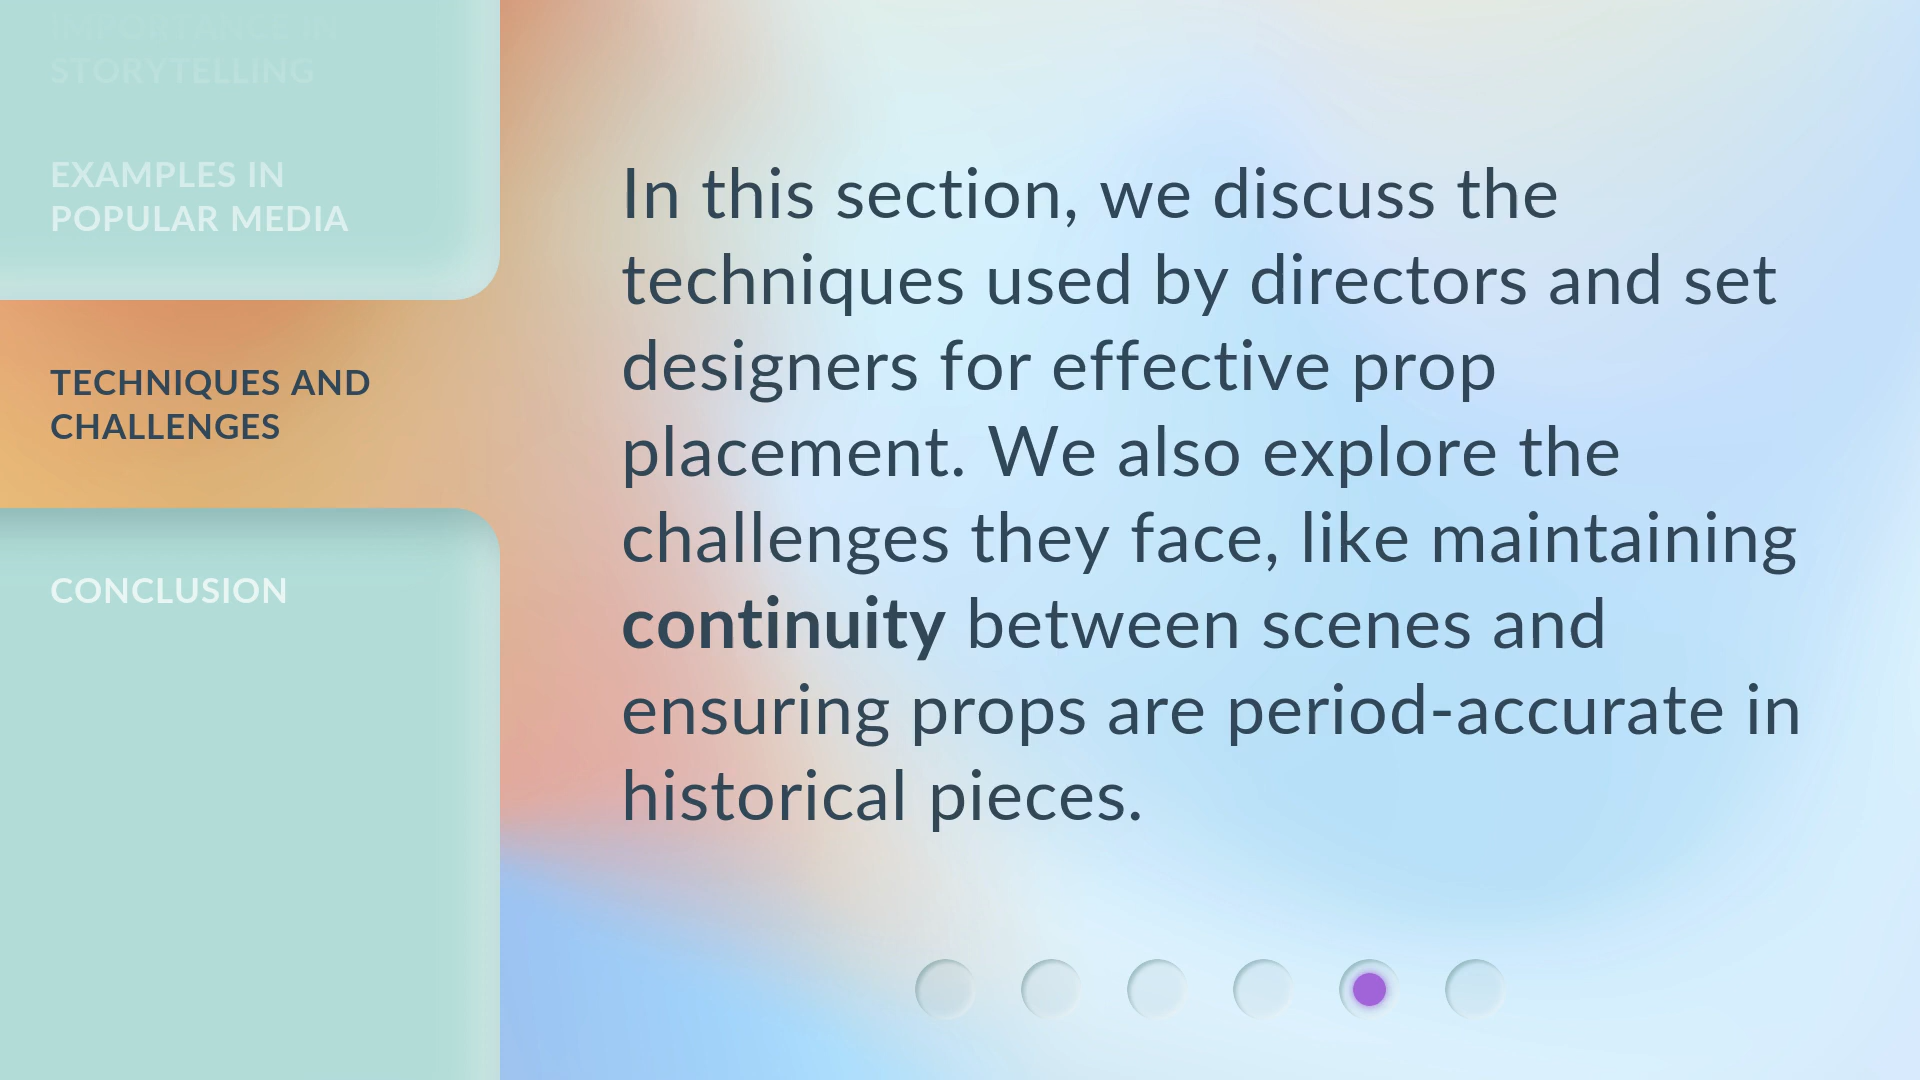 IMPORTANCE IN
STORYTELLING
EXAMPLES IN
POPULAR MEDIA
TECHNIQUES AND
CHALLENGES
CONCLUSION
In this section, we discuss the
techniques used by directors and set
designers for effective prop
placement. We also explore the
challenges they face, like maintaining
continuity between scenes and
ensuring props are period-accurate in
historical pieces.